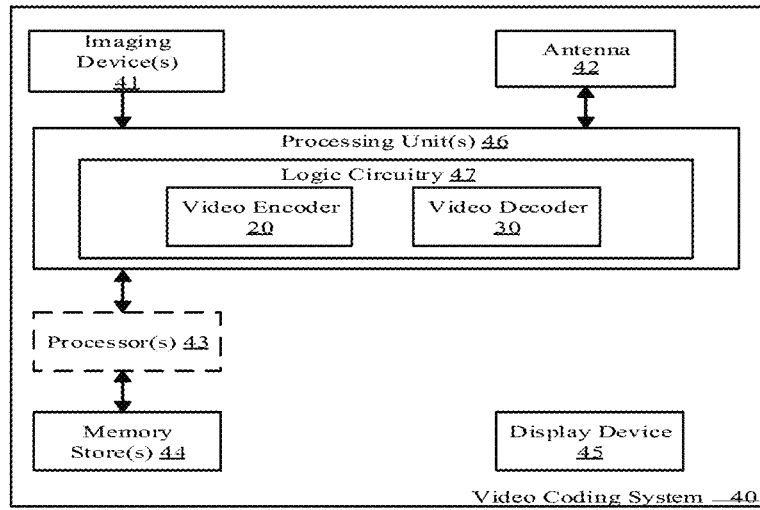 Imaging
Device(s)
41
Antenna
42
Processing Unit(s) 46
Logic Circuitry 47
Video Encoder
20
Video Decoder
30
Processor(s) 43
Memory
Store(s) 44
Display Device
45
Video Coding System 40